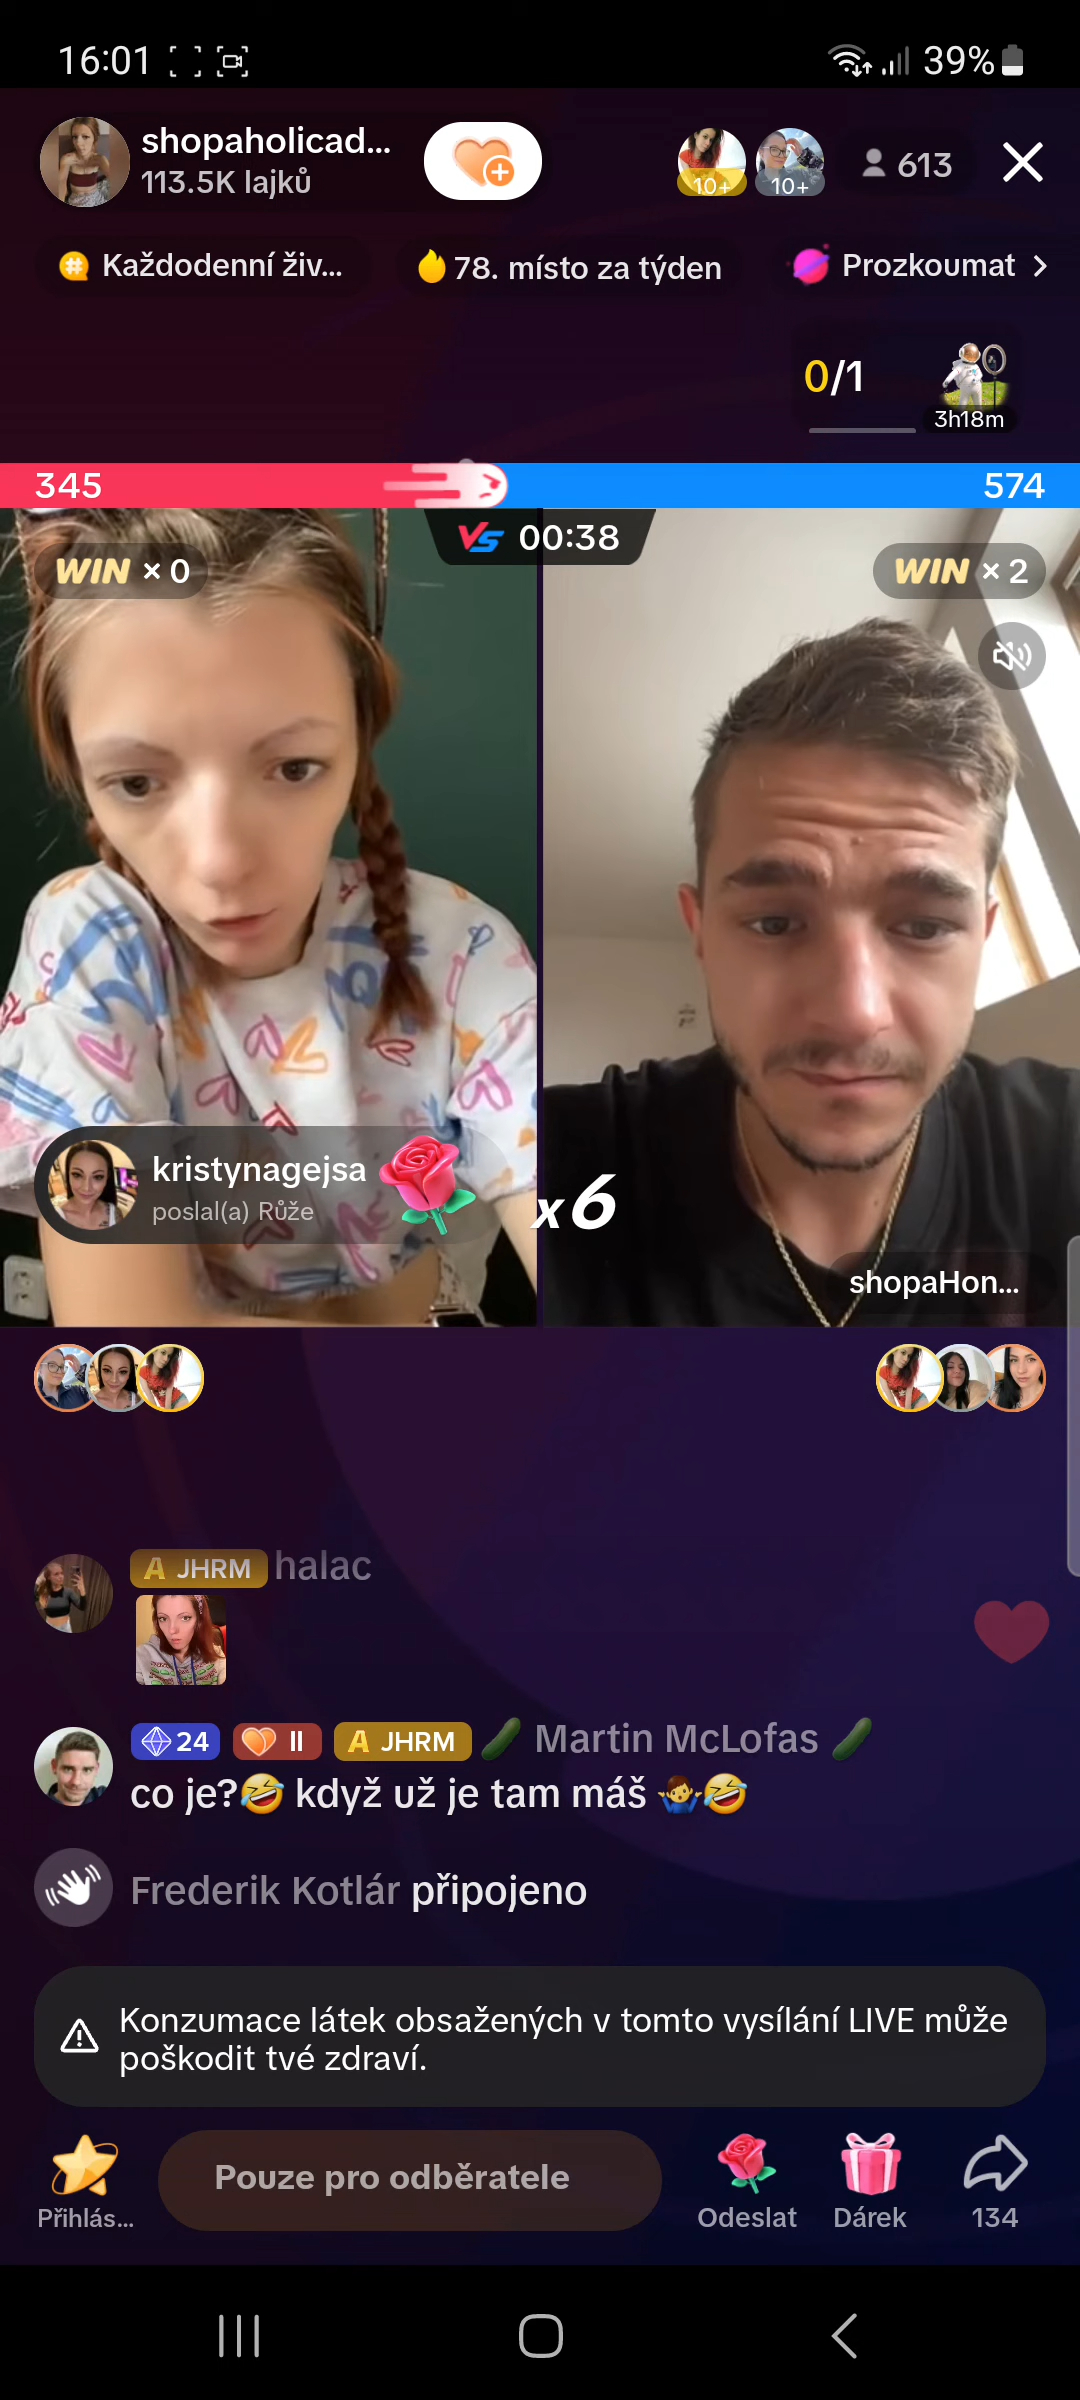 16:01
39%
shopaholicad...
113.5K lajků
10+
10+
613
Každodenní živ...
78. místo za týden
Prozkoumat
0/1
3h18m
345
574
VS 00:38
WIN × 0
WIN × 2
kristynagejsa
poslal(a) Růže
x6
shopaHon...
A JHRM halac
24 II A JHRM 🥒 Martin McLofas 🥒
co je?🤣 když už je tam máš 🤷‍♂️🤣
Frederik Kotlár připojeno
Konzumace látek obsažených v tomto vysílání LIVE může
poškodit tvé zdraví.
Přihlás...
Pouze pro odběratele
Odeslat
Dárek
134